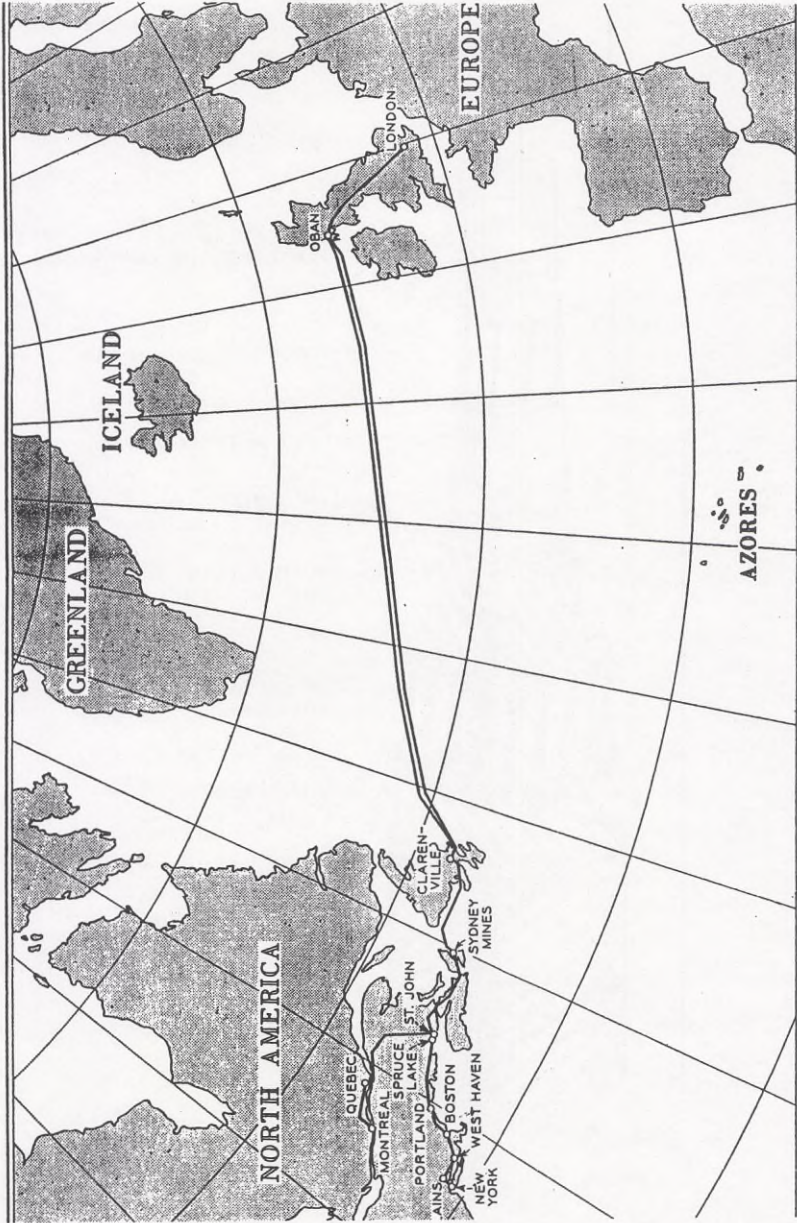 EUROPE
LONDON
OBAN
ICELAND
GREENLAND
AZORES
CLAREN-
VILLE
SYDNEY
MINES
NORTH AMERICA
ST. JOHN
SPRUCE
LAKE
QUEBEC
MONTREAL
PORTLAND
BOSTON
WEST HAVEN
NEW
YORK